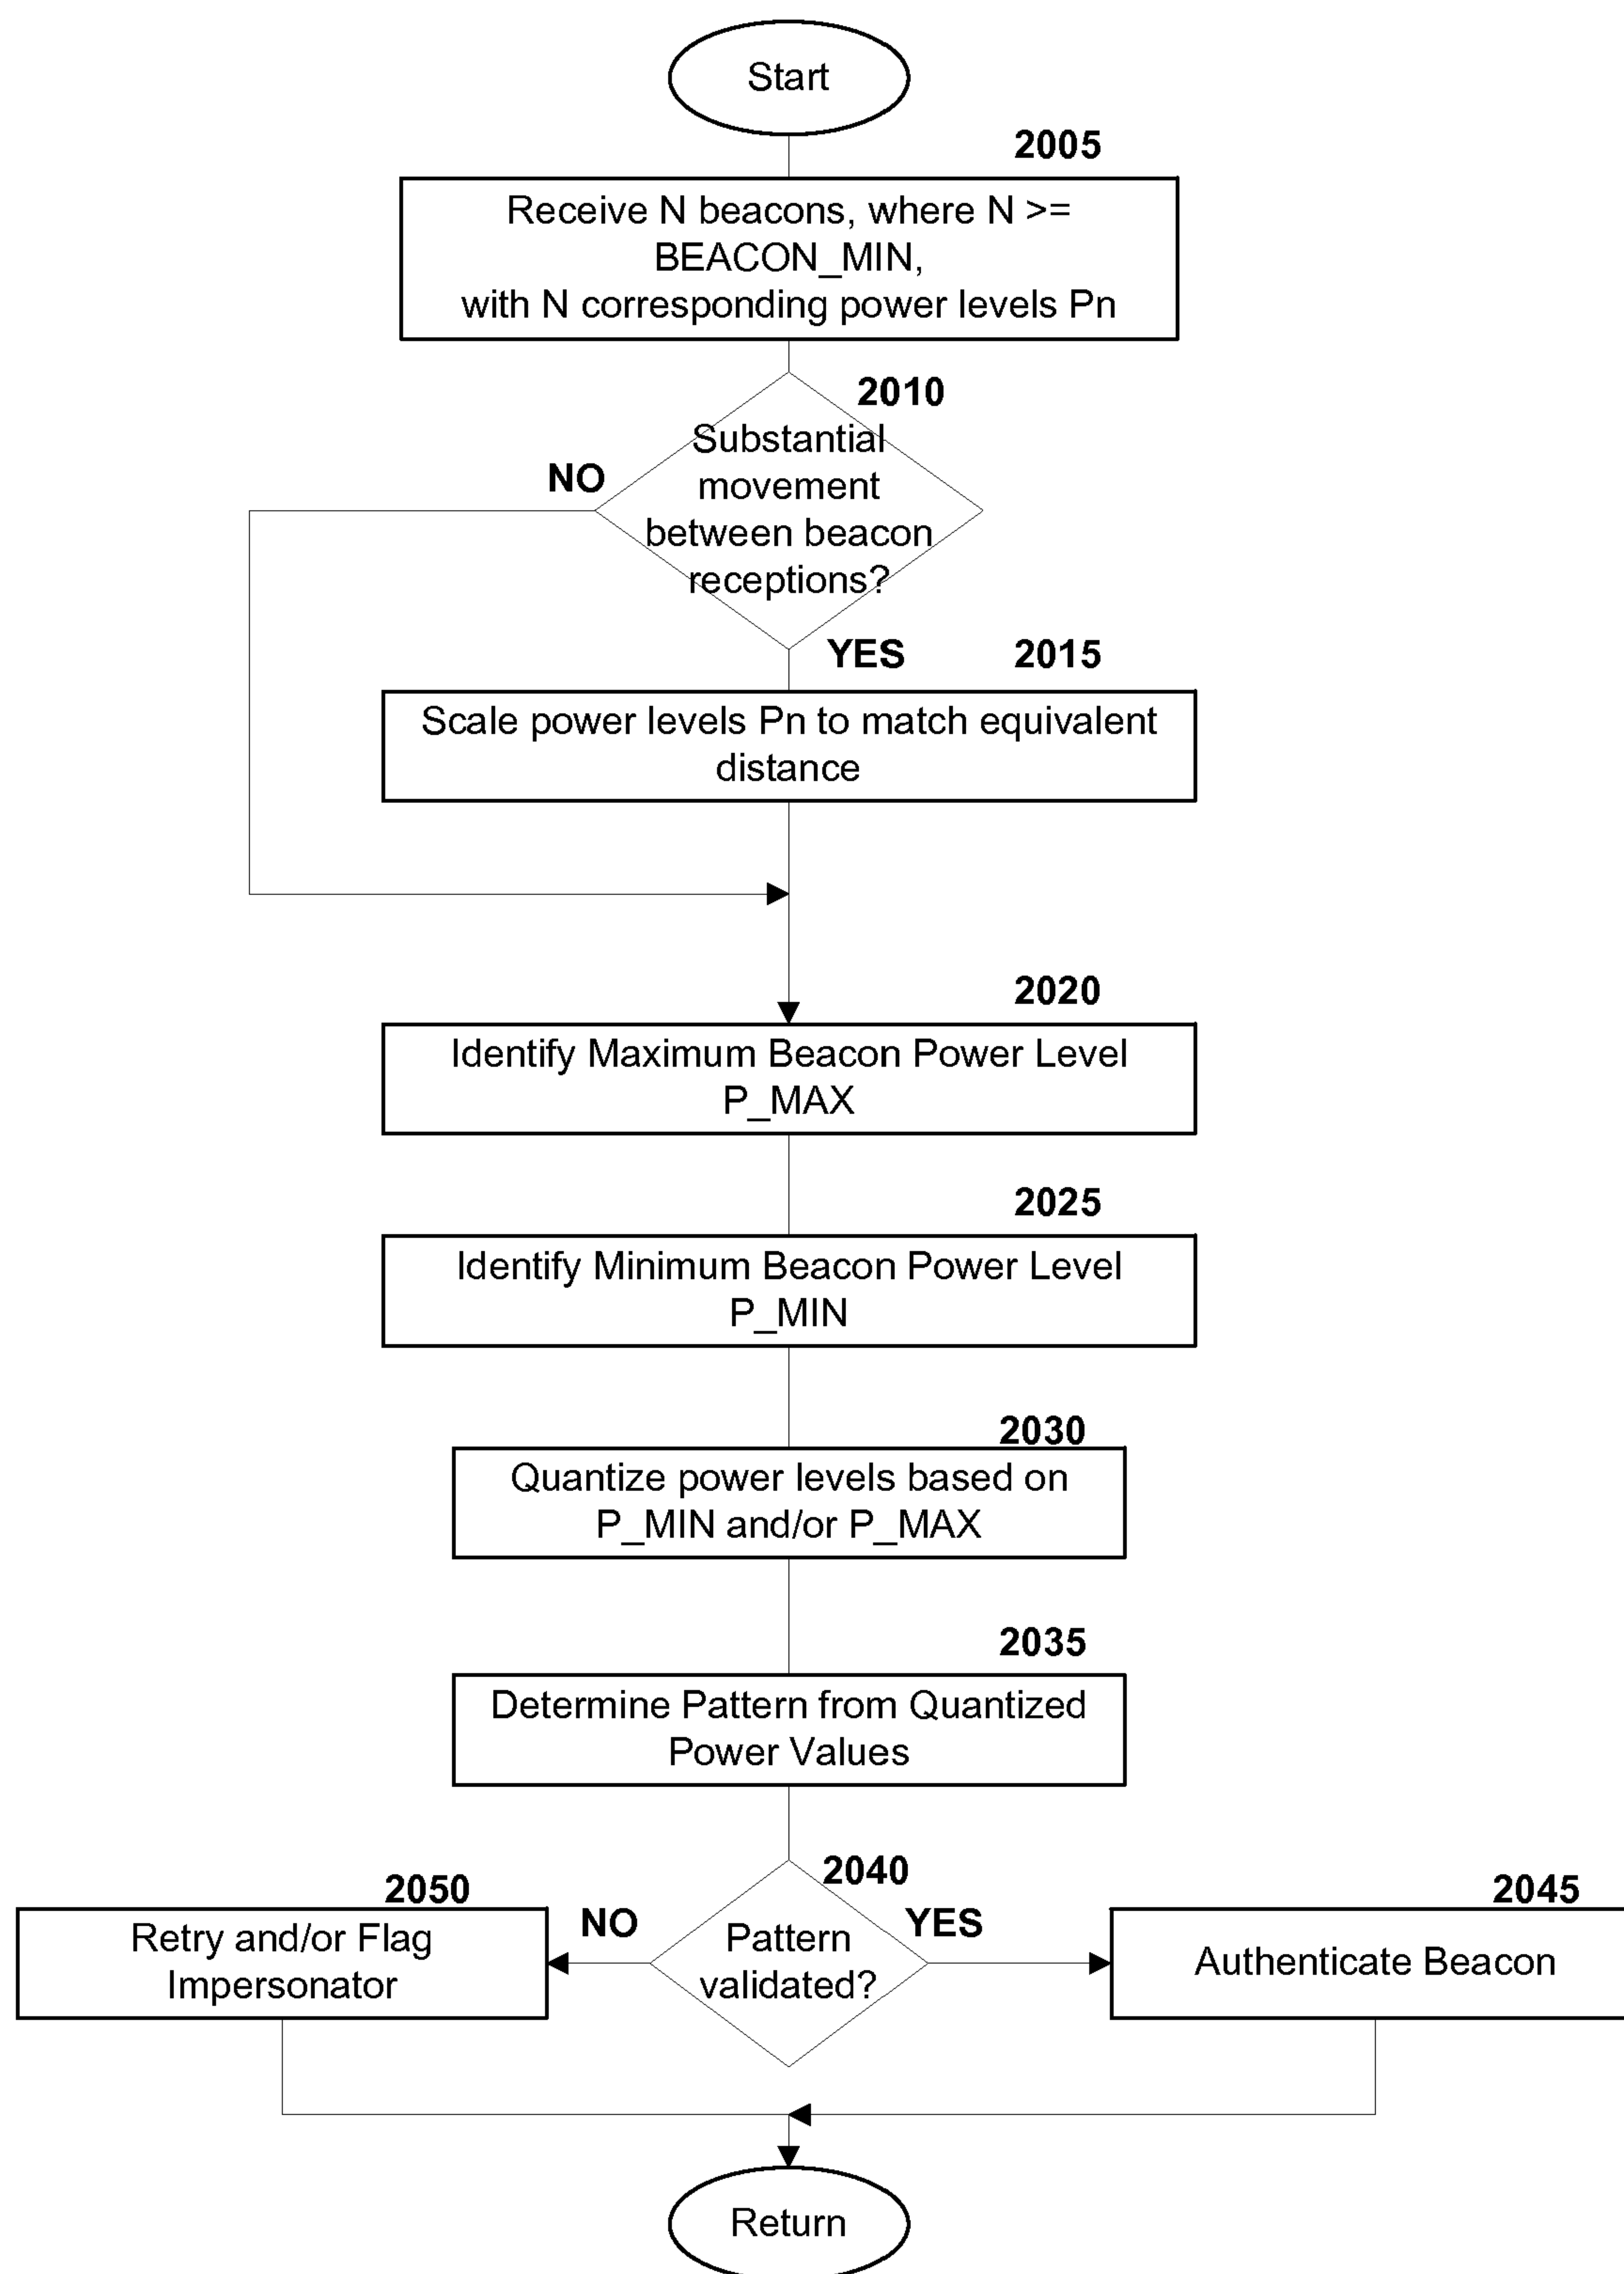 Start
2005
Receive N beacons, where N >=
BEACON_MIN,
with N corresponding power levels Pn
2010
Substantial
movement
between beacon
receptions?
NO
YES
2015
Scale power levels Pn to match equivalent
distance
2020
Identify Maximum Beacon Power Level
P_MAX
2025
Identify Minimum Beacon Power Level
P_MIN
2030
Quantize power levels based on
P_MIN and/or P_MAX
2035
Determine Pattern from Quantized
Power Values
2040
Pattern
validated?
NO
YES
2050
Retry and/or Flag
Impersonator
2045
Authenticate Beacon
Return